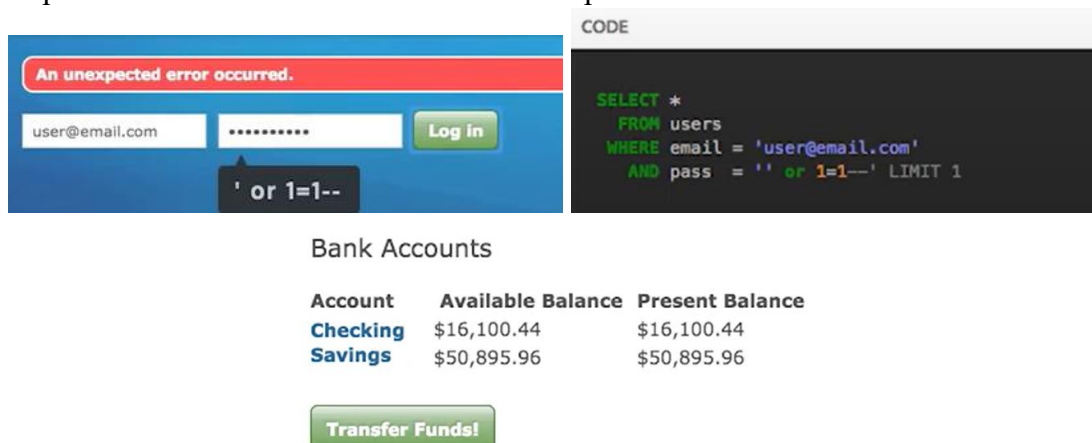 CODE
An unexpected error occurred.
user@email.com •••••••••• Log in
' or 1=1--
SELECT *
FROM users
WHERE email = 'user@email.com'
AND pass = '' or 1=1--' LIMIT 1
Bank Accounts
Account Available Balance Present Balance
Checking $16,100.44 $16,100.44
Savings $50,895.96 $50,895.96
Transfer Funds!